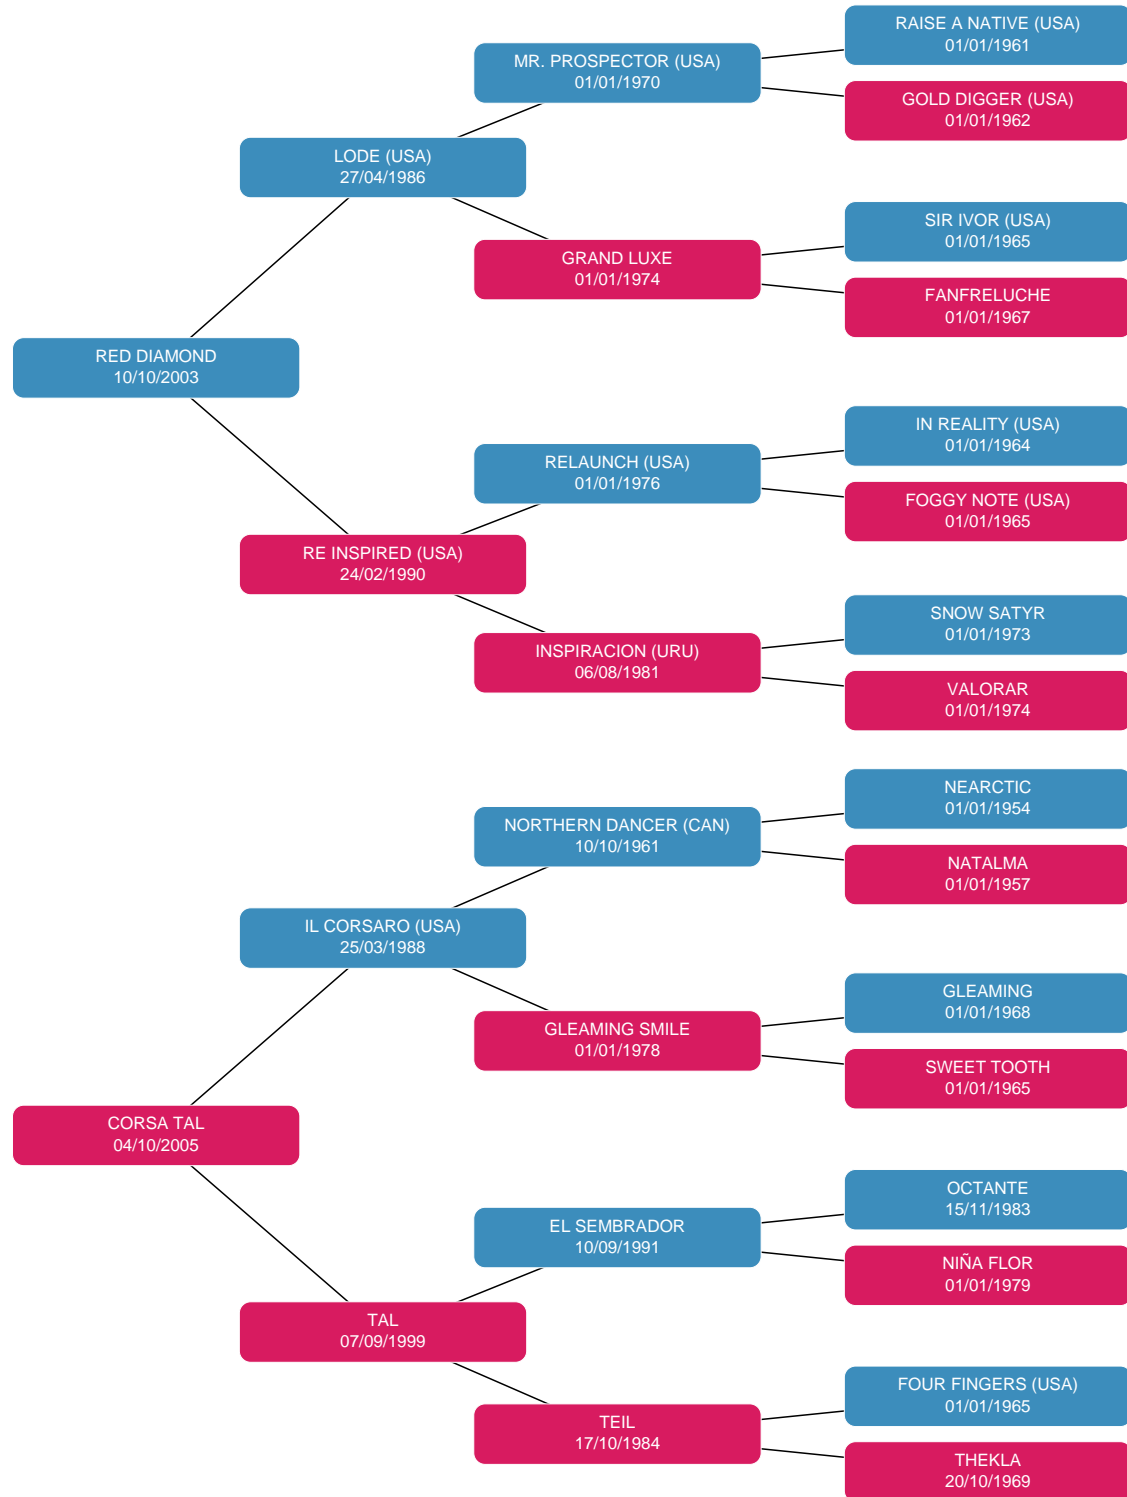 RAISE A NATIVE (USA)
01/01/1961
MR. PROSPECTOR (USA)
01/01/1970
GOLD DIGGER (USA)
01/01/1962
LODE (USA)
27/04/1986
SIR IVOR (USA)
01/01/1965
GRAND LUXE
01/01/1974
FANFRELUCHE
01/01/1967
RED DIAMOND
10/10/2003
IN REALITY (USA)
01/01/1964
RELAUNCH (USA)
01/01/1976
FOGGY NOTE (USA)
01/01/1965
RE INSPIRED (USA)
24/02/1990
SNOW SATYR
01/01/1973
INSPIRACION (URU)
06/08/1981
VALORAR
01/01/1974
NEARCTIC
01/01/1954
NORTHERN DANCER (CAN)
10/10/1961
NATALMA
01/01/1957
IL CORSARO (USA)
25/03/1988
GLEAMING
01/01/1968
GLEAMING SMILE
01/01/1978
SWEET TOOTH
01/01/1965
CORSA TAL
04/10/2005
OCTANTE
15/11/1983
EL SEMBRADOR
10/09/1991
NIÑA FLOR
01/01/1979
TAL
07/09/1999
FOUR FINGERS (USA)
01/01/1965
TEIL
17/10/1984
THEKLA
20/10/1969